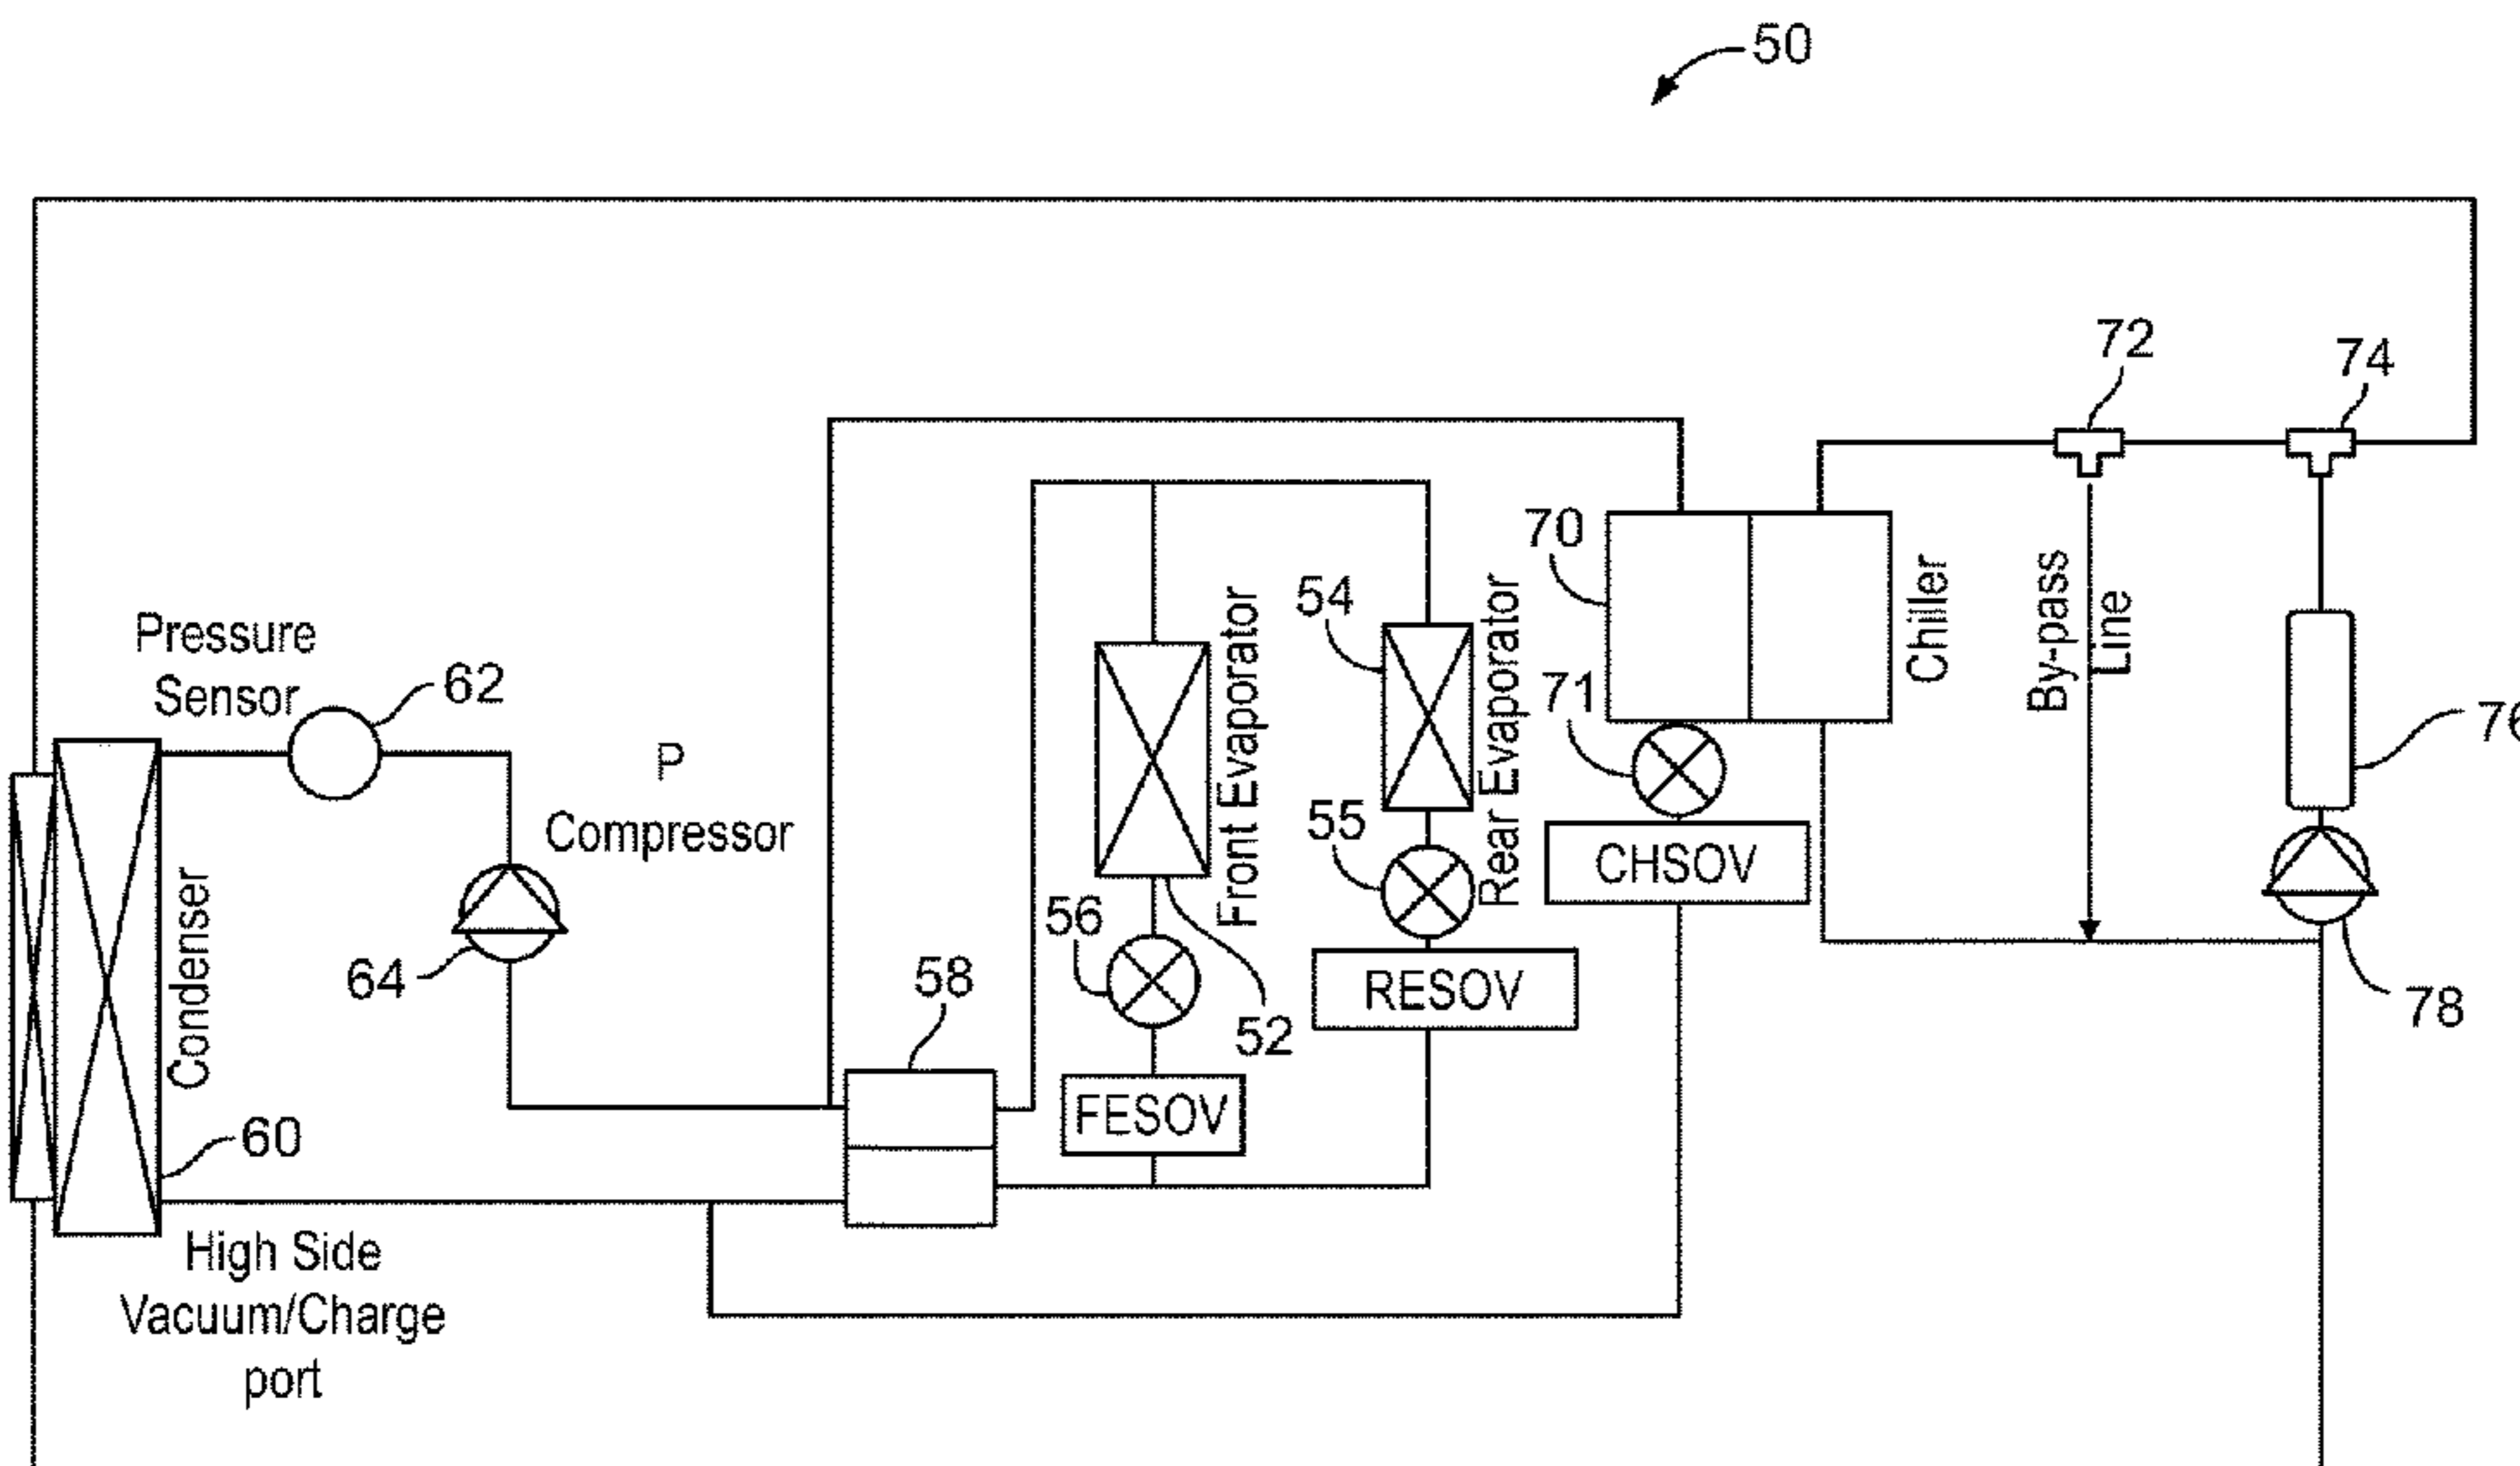 50
72
74
70
54
Pressure
Sensor
62
Front Evaporator
Rear Evaporator
Chiller
By-pass
Line
71
P
Compressor
55
CHSOV
56
Condenser
64
58
52
RESOV
78
FESOV
60
High Side
Vacuum/Charge
port